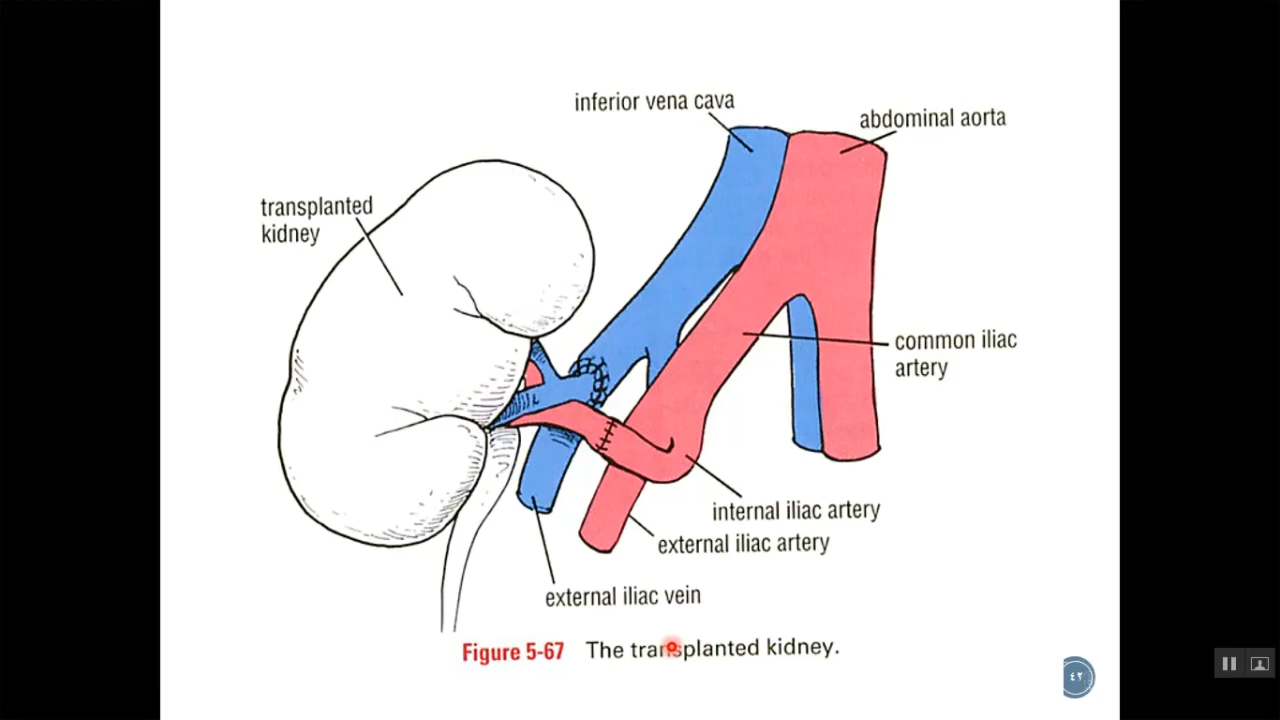 inferior vena cava
abdominal aorta
transplanted
kidney
common iliac
artery
internal iliac artery
external iliac artery
external iliac vein
Figure 5-67 The transplanted kidney.
٤٢